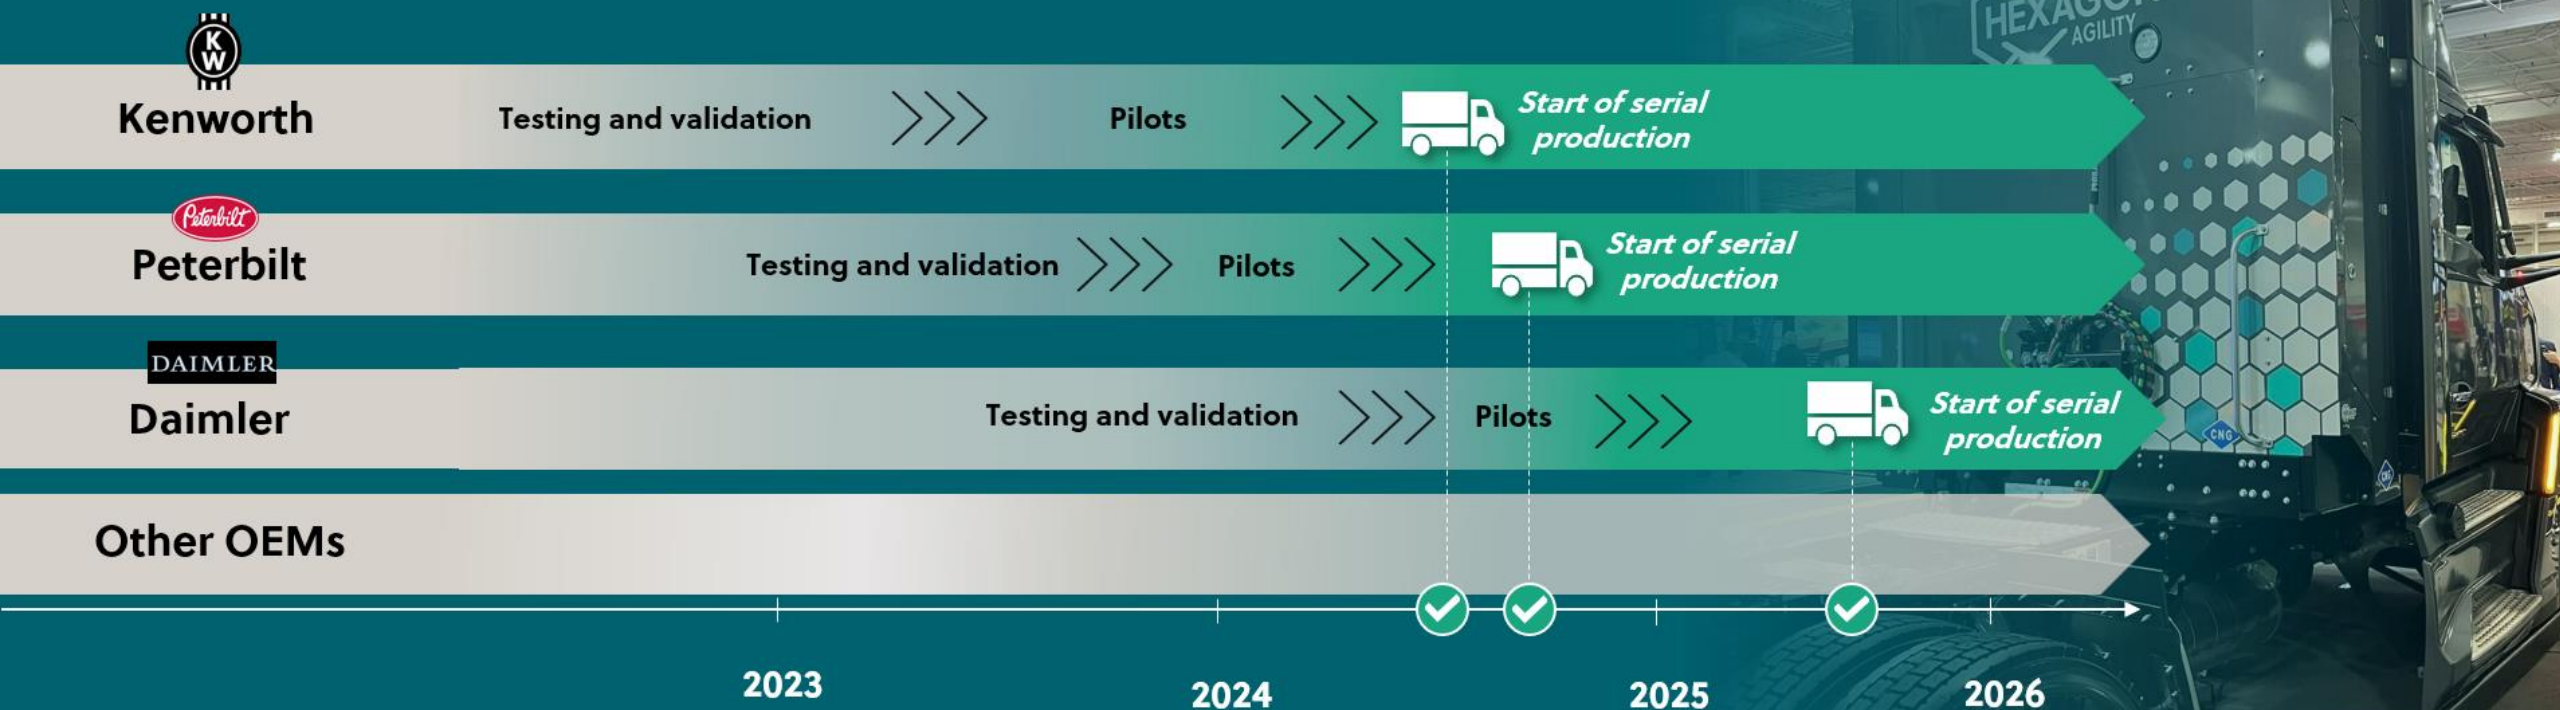 HEXAGON
AGILITY
KW
Kenworth
Testing and validation
Pilots
Start of serial
production
Peterbilt
Peterbilt
Testing and validation
Pilots
Start of serial
production
DAIMLER
Daimler
Testing and validation
Pilots
Start of serial
production
CNG
CNG
Other OEMs
2023
2024
2025
2026